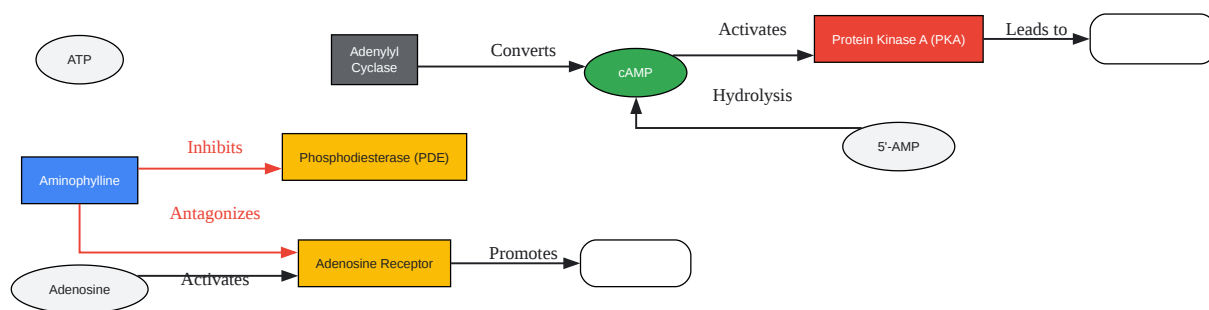 ATP
Adenylyl
Cyclase
Converts
cAMP
Activates
Protein Kinase A (PKA)
Leads to
Hydrolysis
5'-AMP
Aminophylline
Inhibits
Phosphodiesterase (PDE)
Antagonizes
Adenosine
Activates
Adenosine Receptor
Promotes